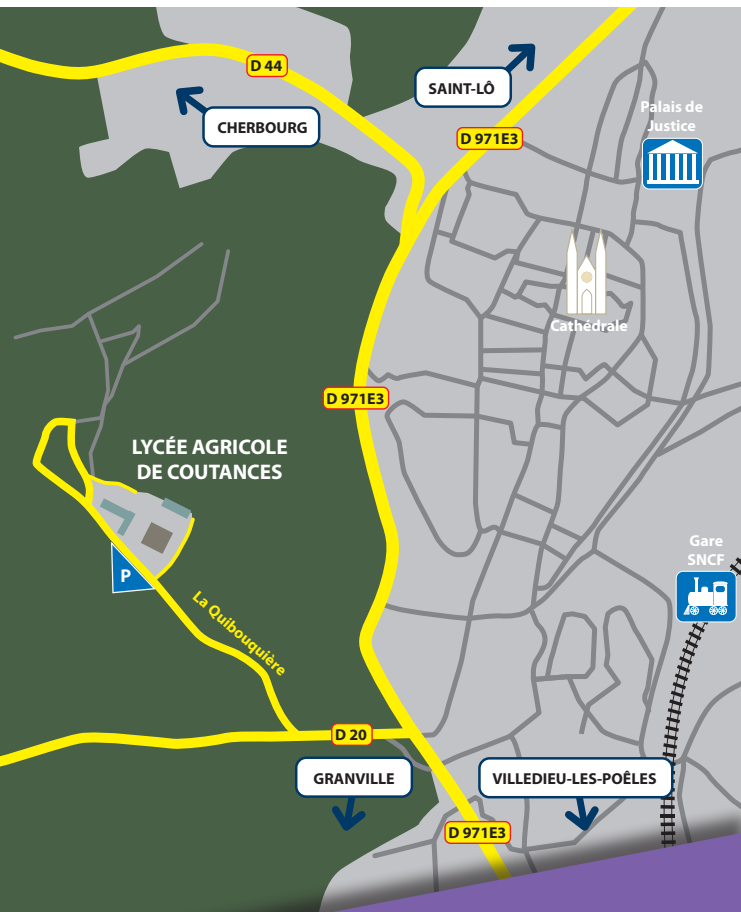 D 44
SAINT-LÔ
CHERBOURG
D 971E3
Palais de
Justice
Cathédrale
D 971E3
LYCÉE AGRICOLE
DE COUTANCES
Gare
SNCF
P
La Quibouquière
D 20
GRANVILLE
VILLEDIEU-LES-POÊLES
D 971E3